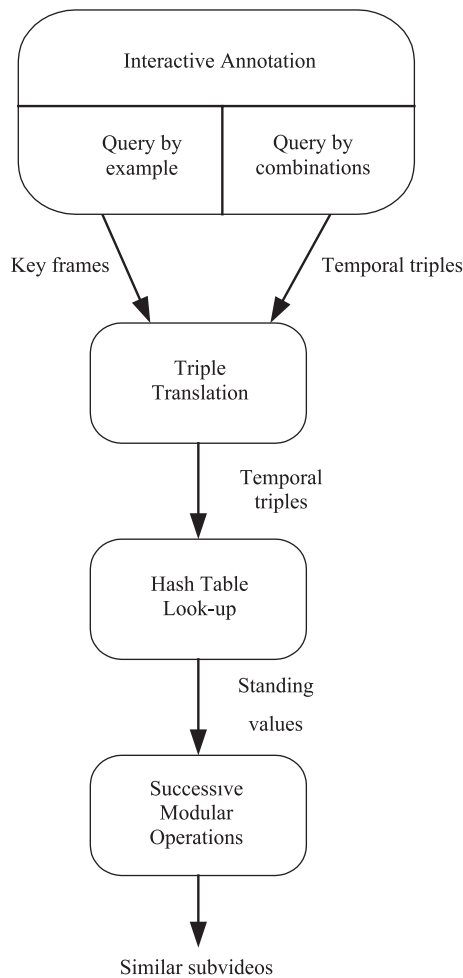 Interactive Annotation
Query by
example
Query by
combinations
Key frames
Temporal triples
Triple
Translation
Temporal
triples
Hash Table
Look-up
Standing
values
Successive
Modular
Operations
Similar subvideos